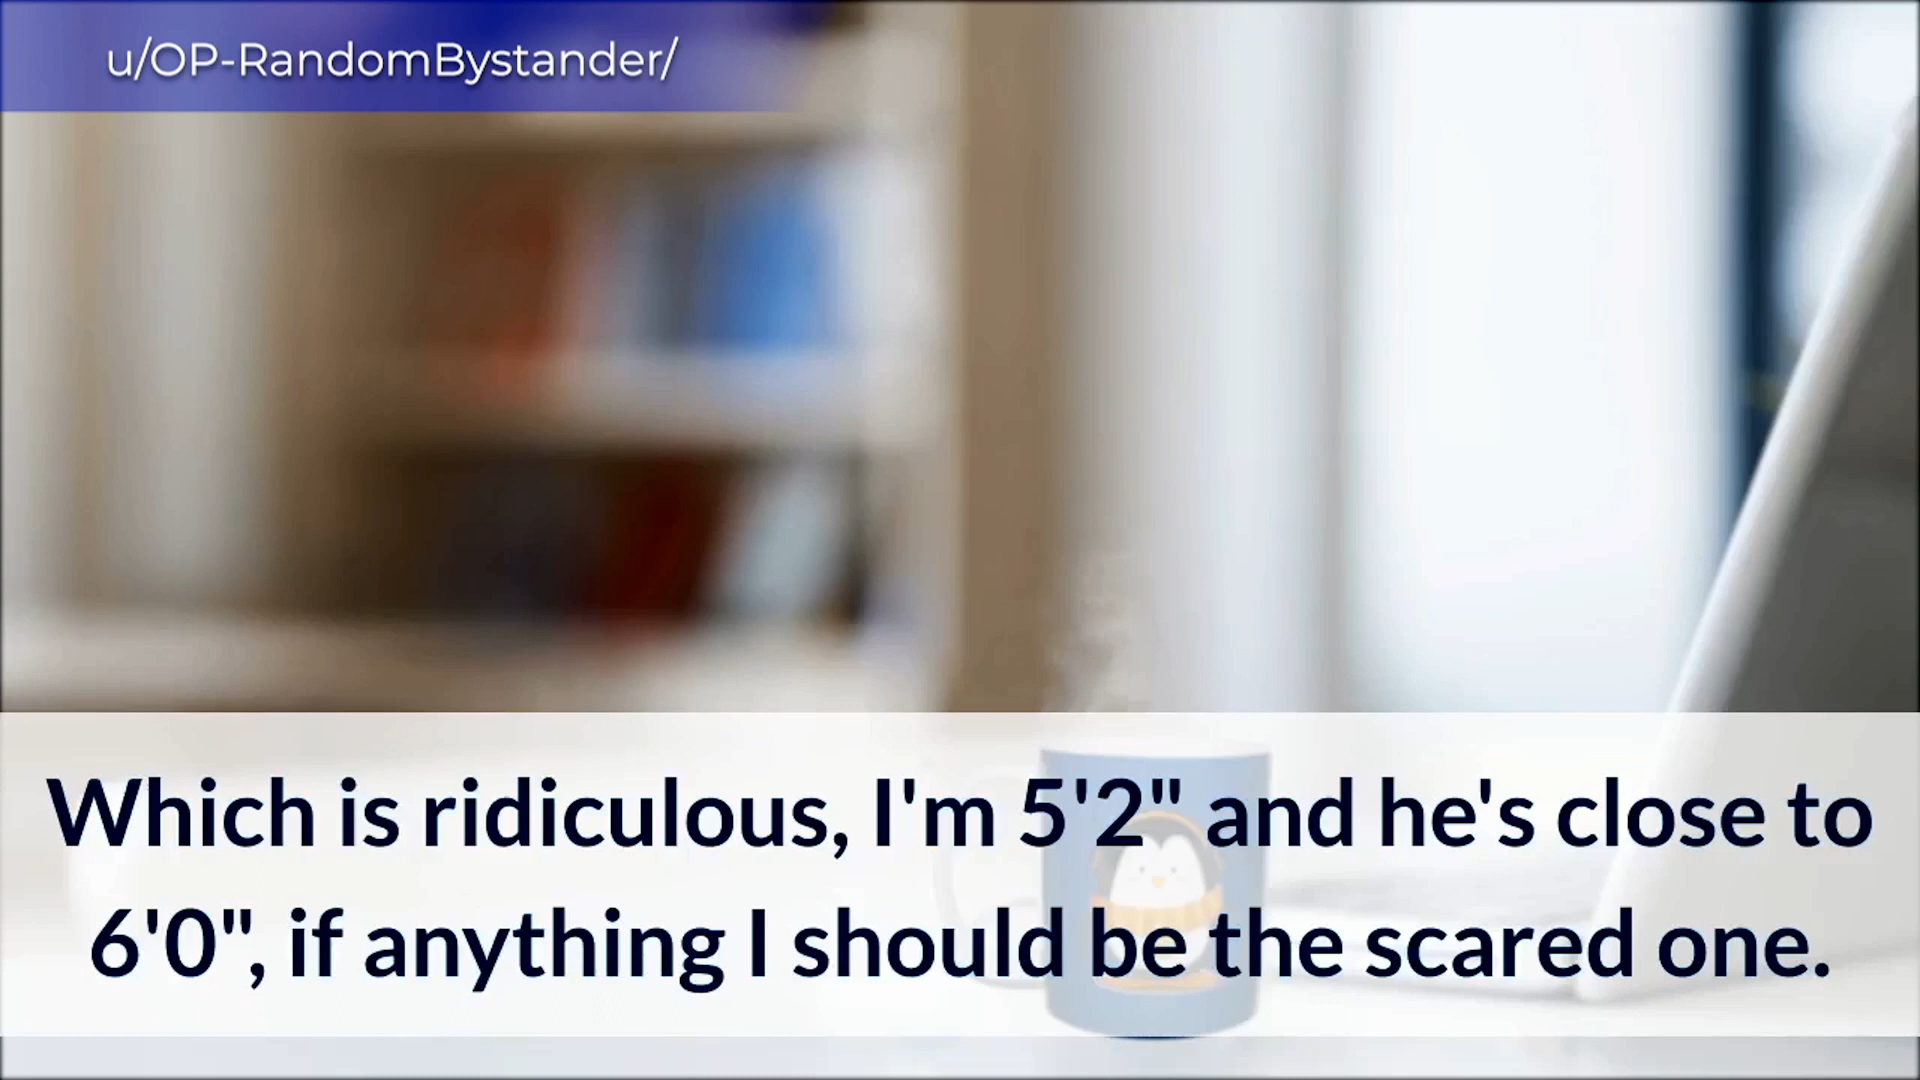 u/OP-RandomBystander/
Which is ridiculous, I'm 5'2" and he's close to
6'0", if anything I should be the scared one.